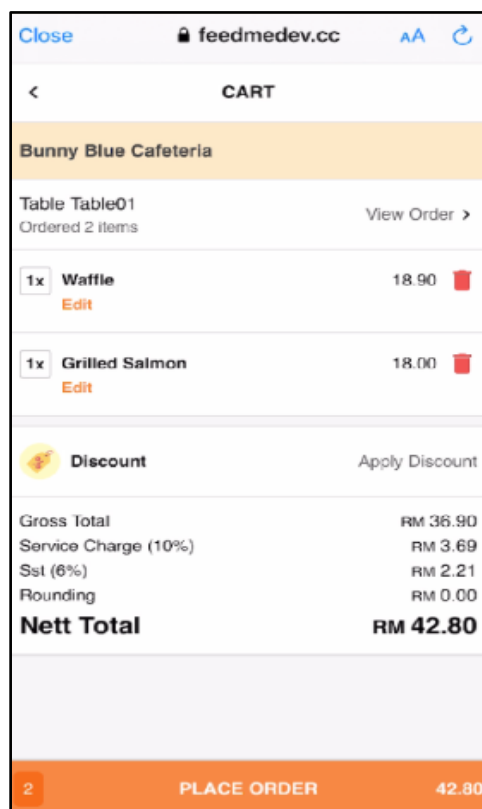 Close feedmedev.cc AA
CART
Bunny Blue Cafeteria
Table Table01
Ordered 2 items View Order >
1x Waffle 18.90
Edit
1x Grilled Salmon 18.00
Edit
Discount Apply Discount
Gross Total RM 36.90
Service Charge (10%) RM 3.69
Sst (6%) RM 2.21
Rounding RM 0.00
Nett Total RM 42.80
2 PLACE ORDER 42.80